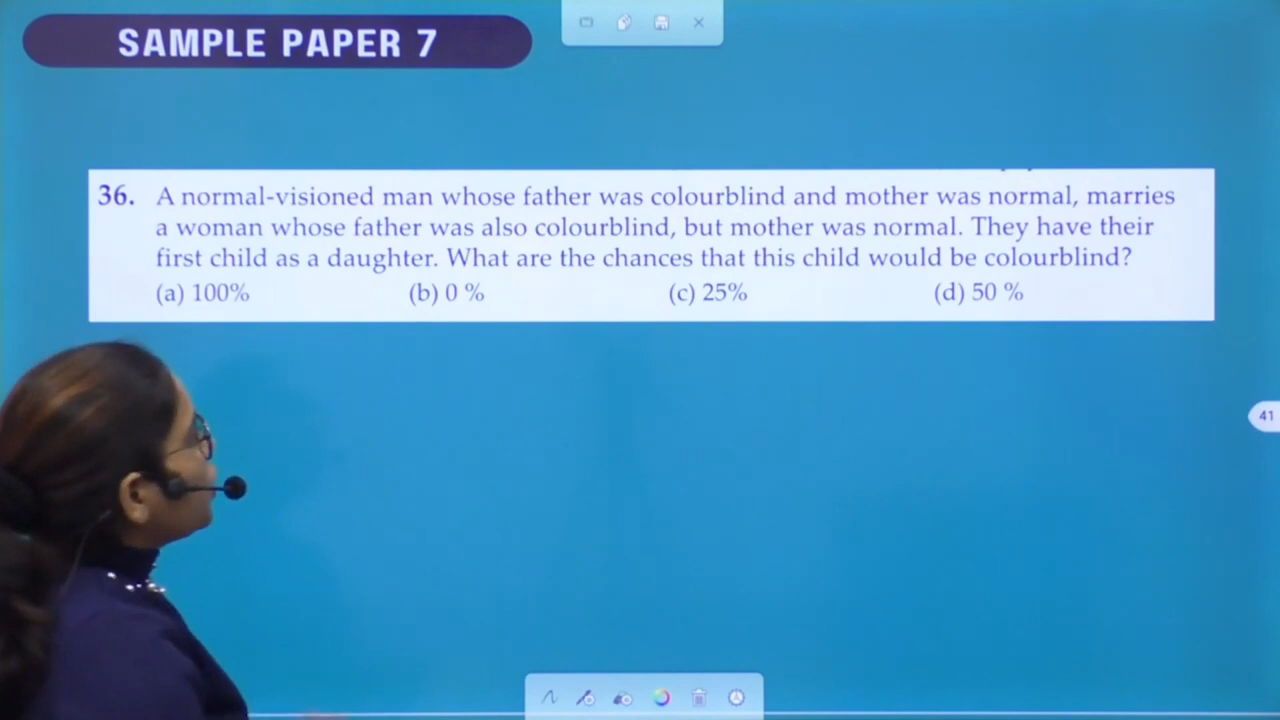 SAMPLE PAPER 7
36. A normal-visioned man whose father was colourblind and mother was normal, marries
a woman whose father was also colourblind, but mother was normal. They have their
first child as a daughter. What are the chances that this child would be colourblind?
(a) 100% (b) 0 % (c) 25% (d) 50 %
41